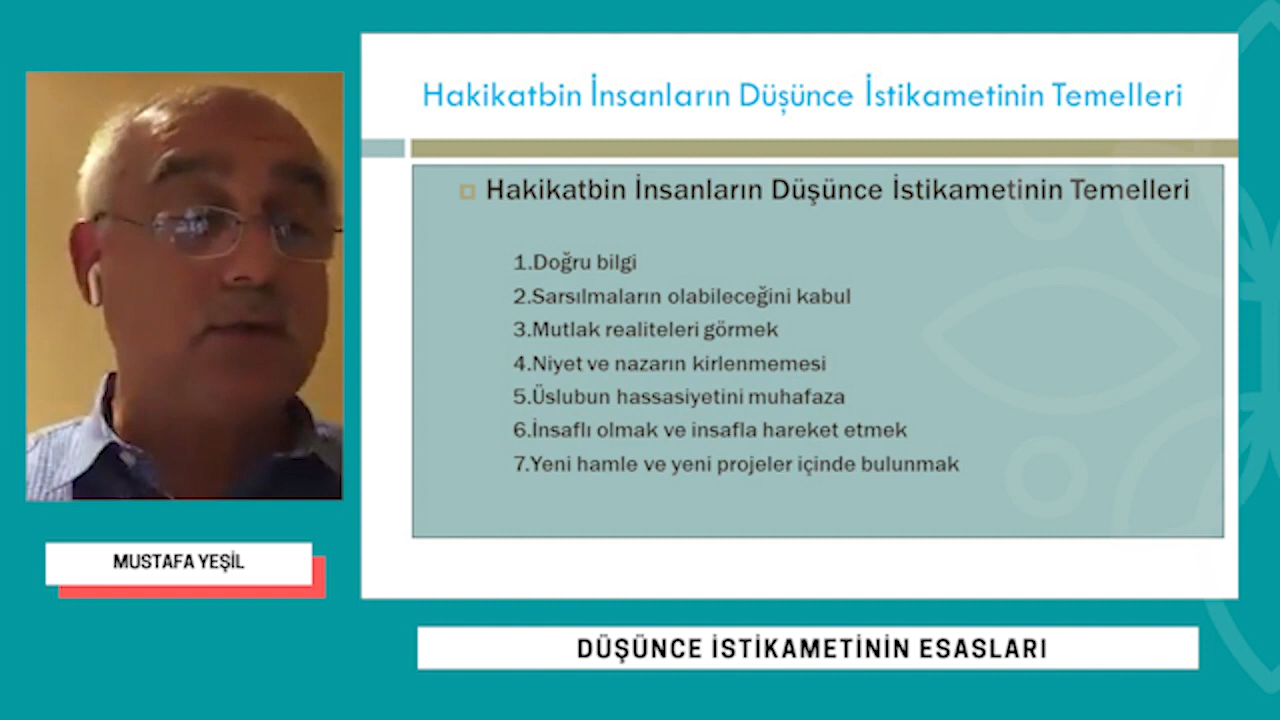 Hakikatbin İnsanların Düşünce İstikametinin Temelleri
Hakikatbin İnsanların Düşünce İstikametinin Temelleri
1.Doğru bilgi
2.Sarsılmaların olabileceğini kabul
3.Mutlak realiteleri görmek
4.Niyet ve nazarın kirlenmemesi
5.Üslubun hassasiyetini muhafaza
6.İnsaflı olmak ve insafla hareket etmek
7.Yeni hamle ve yeni projeler içinde bulunmak
MUSTAFA YEŞİL
DÜŞÜNCE İSTİKAMETİNİN ESASLARI